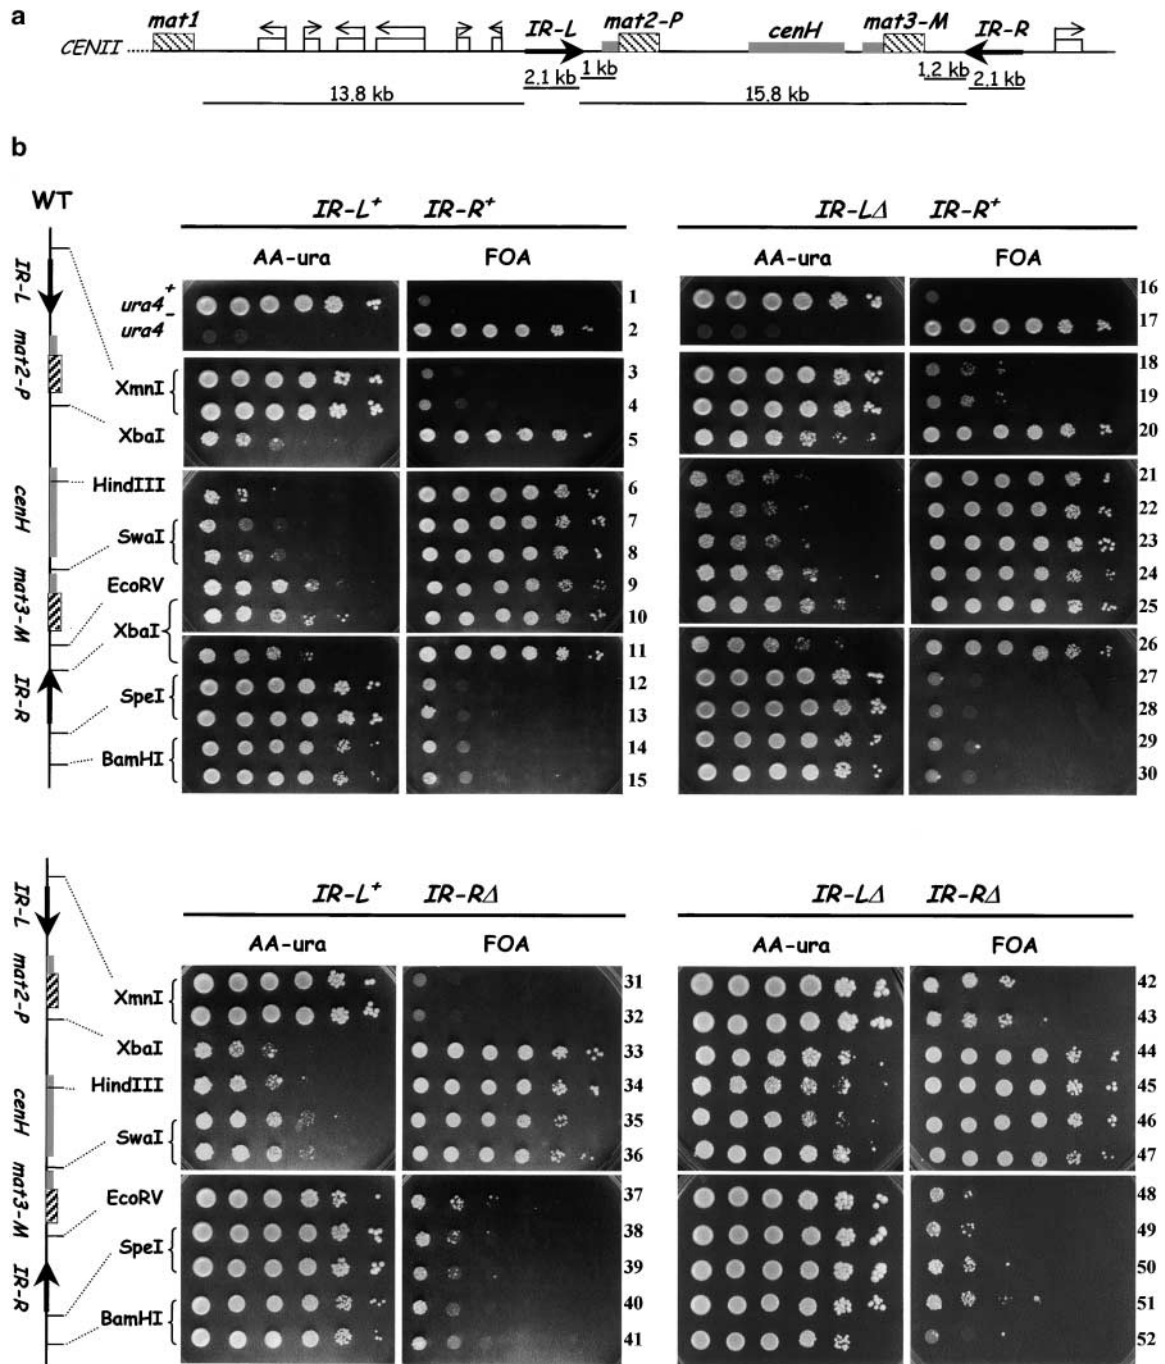 a
mat1 mat2-P cenH mat3-M IR-R
CENII IR-L
1 kb 1.2 kb
2.1 kb 2.1 kb
13.8 kb 15.8 kb
b
WT
IR-L
mat2-P
cenH
mat3-M
IR-R
XmnI
XbaI
HindIII
SwaI
EcoRV
XbaI
SpeI
BamHI
IR-L+ IR-R+
AA-ura FOA
ura4+
ura4-
1
2
3
4
5
6
7
8
9
10
11
12
13
14
15
IR-LΔ IR-R+
AA-ura FOA
16
17
18
19
20
21
22
23
24
25
26
27
28
29
30
IR-L
mat2-P
cenH
mat3-M
IR-R
XmnI
XbaI
HindIII
SwaI
EcoRV
SpeI
BamHI
IR-L+ IR-RΔ
AA-ura FOA
31
32
33
34
35
36
37
38
39
40
41
IR-LΔ IR-RΔ
AA-ura FOA
42
43
44
45
46
47
48
49
50
51
52